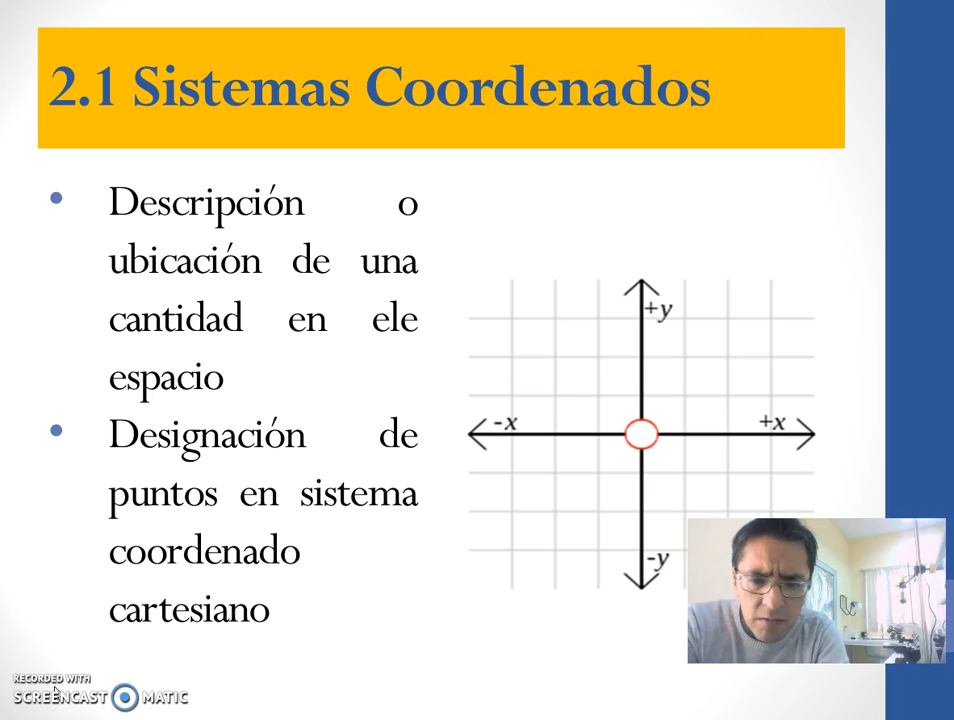 2.1 Sistemas Coordenados
• Descripción o
ubicación de una
cantidad en ele
espacio
• Designación de
puntos en sistema
coordenado
cartesiano
+y
-x
+x
-y
RECORDED WITH
SCREENCAST MATIC